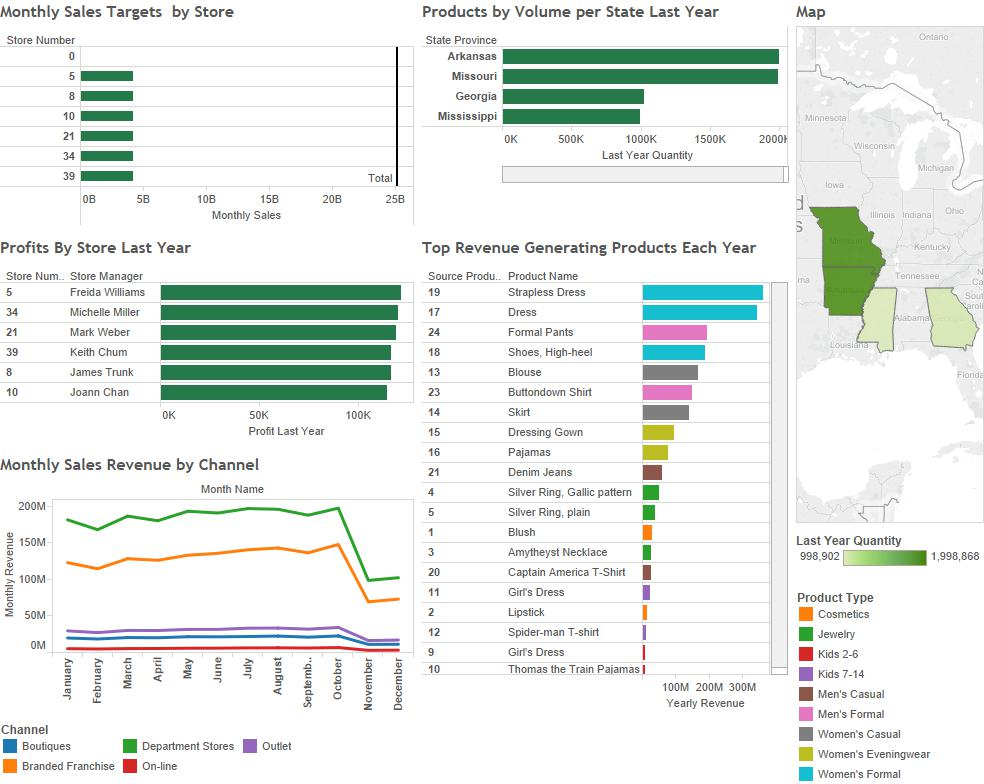 Monthly Sales Targets by Store
Store Number
0
5
8
10
21
34
39
Total
0B 5B 10B 15B 20B 25B
Monthly Sales
Products by Volume per State Last Year
State Province
Arkansas
Missouri
Georgia
Mississippi
0K 500K 1000K 1500K 2000K
Last Year Quantity
Map
Ontario
Minnesota
Wisconsin
Michigan
Iowa
Illinois Indiana Ohio
Missouri
Kentucky
Tennessee
Arkansas
Alabama Georgia
Louisiana
Florida
Profits By Store Last Year
Store Num.. Store Manager
5 Freida Williams
34 Michelle Miller
21 Mark Weber
39 Keith Chum
8 James Trunk
10 Joann Chan
0K 50K 100K
Profit Last Year
Top Revenue Generating Products Each Year
Source Produ.. Product Name
19 Strapless Dress
17 Dress
24 Formal Pants
18 Shoes, High-heel
13 Blouse
23 Buttondown Shirt
14 Skirt
15 Dressing Gown
16 Pajamas
21 Denim Jeans
4 Silver Ring, Gallic pattern
5 Silver Ring, plain
1 Blush
3 Amytheyst Necklace
20 Captain America T-Shirt
11 Girl's Dress
2 Lipstick
12 Spider-man T-shirt
9 Girl's Dress
10 Thomas the Train Pajamas
100M 200M 300M
Yearly Revenue
Monthly Sales Revenue by Channel
Month Name
200M
150M
100M
50M
0M
Monthly Revenue
January February March April May June July August Septemb.. October November December
Channel
Boutiques Department Stores Outlet
Branded Franchise On-line
Last Year Quantity
998,902 1,998,868
Product Type
Cosmetics
Jewelry
Kids 2-6
Kids 7-14
Men's Casual
Men's Formal
Women's Casual
Women's Eveningwear
Women's Formal